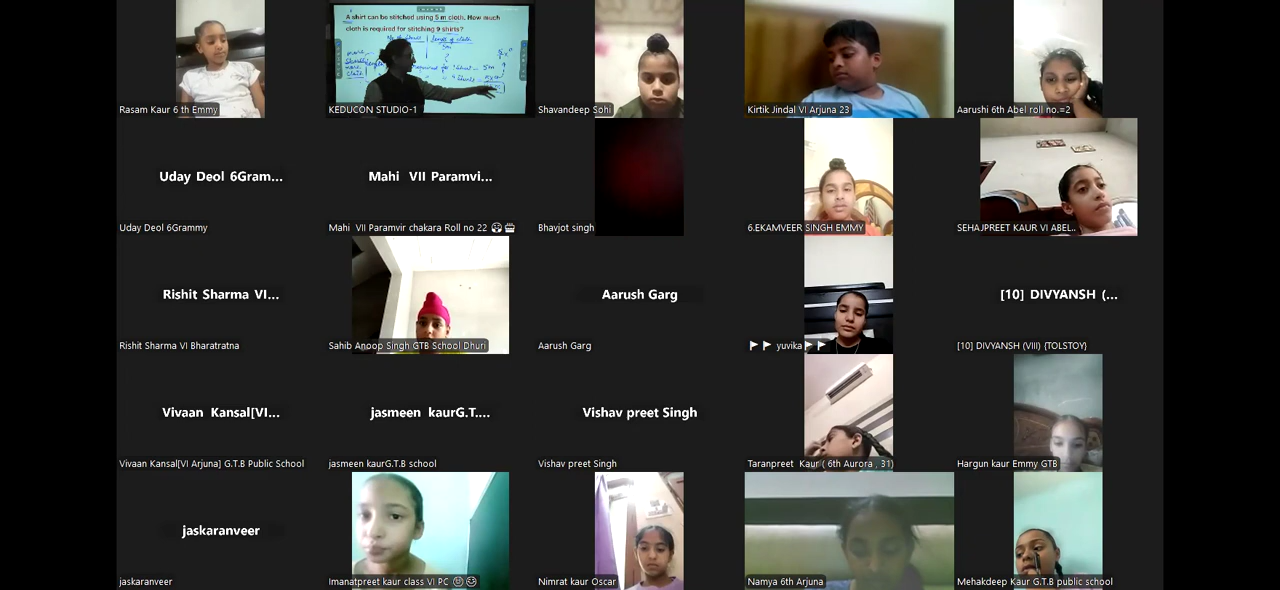 A shirt can be stitched using 5 m cloth. How much
cloth is required for stitching 9 shirts?
Rasam Kaur 6 th Emmy
KEDUCON STUDIO-1
Shavandeep Sohi
Kirtik Jindal VI Arjuna 23
Aarushi 6th Abel roll no.=2
Uday Deol 6Gram...
Mahi VII Paramvi...
Uday Deol 6Grammy
Mahi VII Paramvir chakara Roll no 22
Bhavjot singh
6.EKAMVEER SINGH EMMY
SEHAJPREET KAUR VI ABEL..
Rishit Sharma VI...
Aarush Garg
[10] DIVYANSH (...
Rishit Sharma VI Bharatratna
Sahib Anoop Singh GTB School Dhuri
Aarush Garg
yuvika
[10] DIVYANSH (VIII) {TOLSTOY}
Vivaan Kansal[VI...
jasmeen kaurG.T....
Vishav preet Singh
Vivaan Kansal[VI Arjuna] G.T.B Public School
jasmeen kaurG.T.B school
Vishav preet Singh
Taranpreet Kaur ( 6th Aurora , 31)
Hargun kaur Emmy GTB
jaskaranveer
jaskaranveer
Imanatpreet kaur class VI PC
Nimrat kaur Oscar
Namya 6th Arjuna
Mehakdeep Kaur G.T.B public school